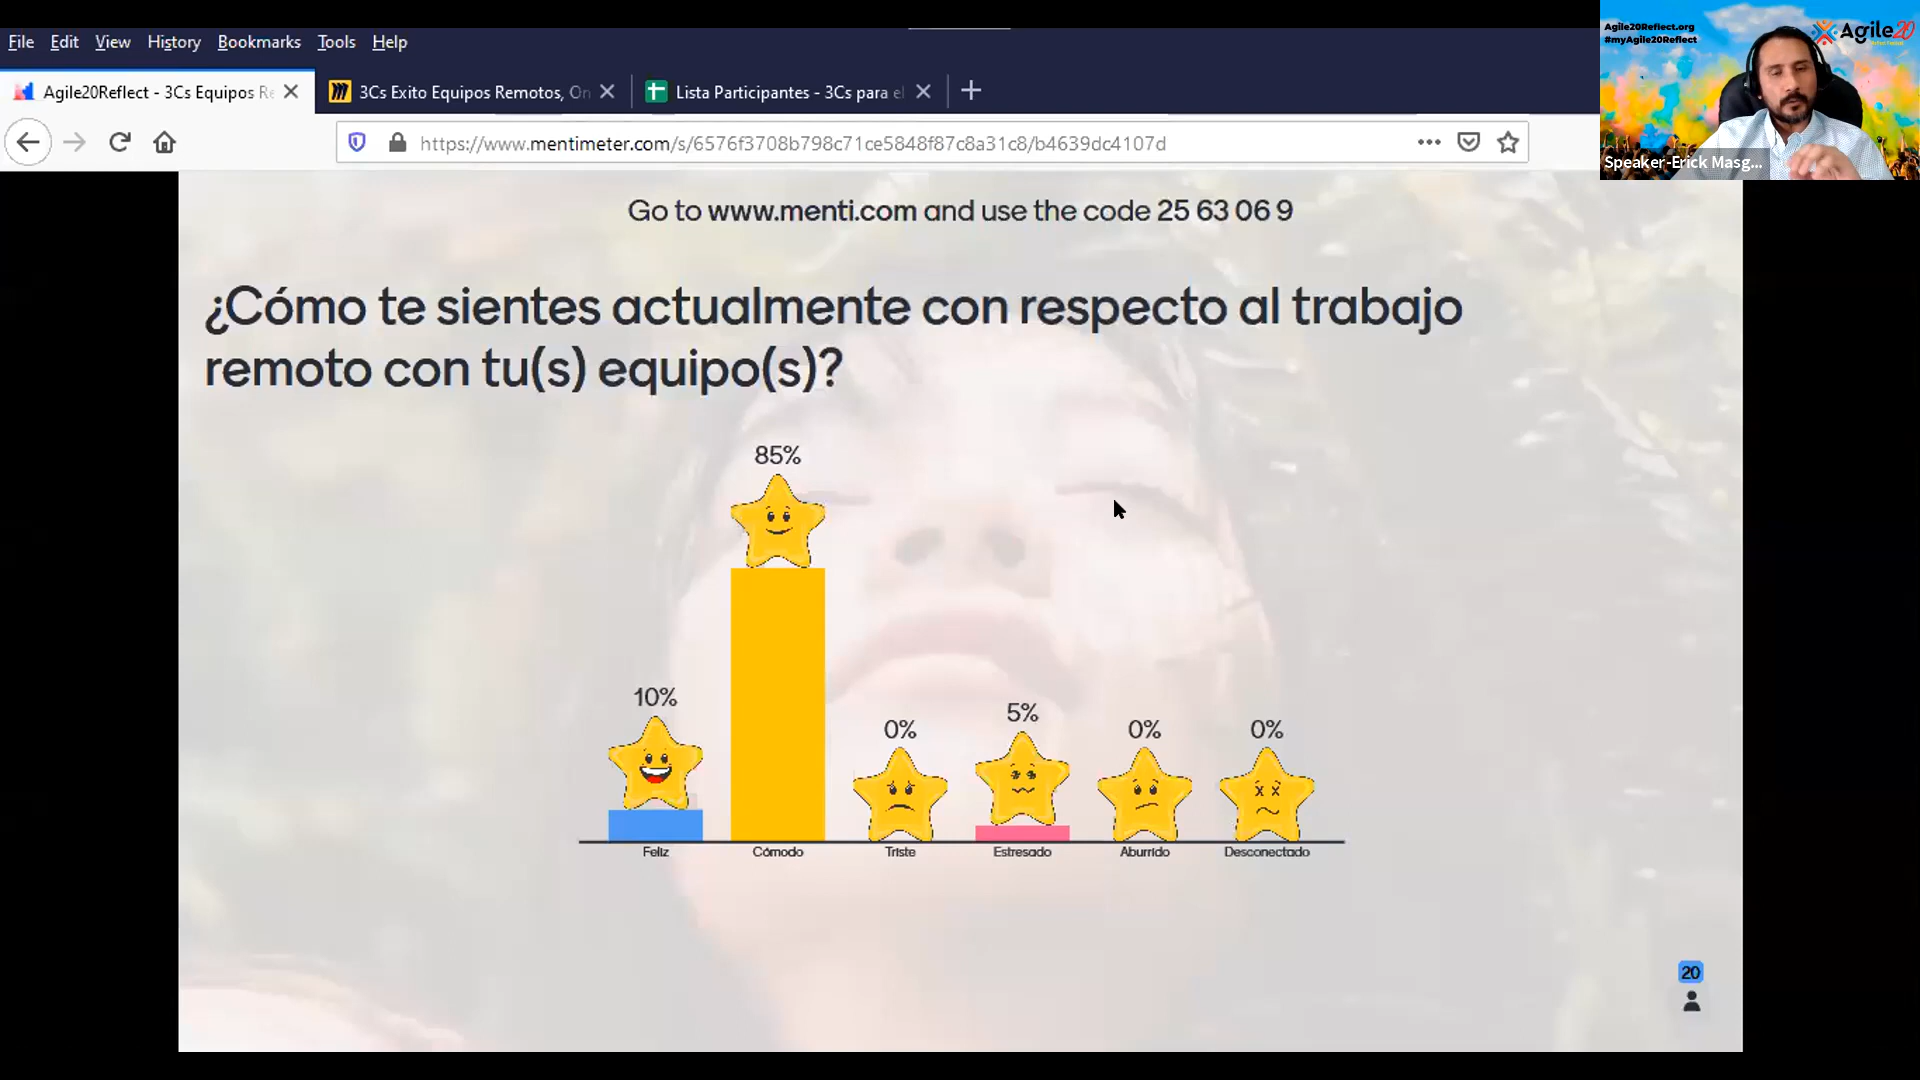 File Edit View History Bookmarks Tools Help
Agile20Reflect.org
#myAgile20Reflect
Agile20
Agile20Reflect - 3Cs Equipos Re
3Cs Exito Equipos Remotos, On
Lista Participantes - 3Cs para el
https://www.mentimeter.com/s/6576f3708b798c71ce5848f87c8a31c8/b4639dc4107d
Speaker-Erick Masg...
Go to www.menti.com and use the code 25 63 06 9
¿Cómo te sientes actualmente con respecto al trabajo
remoto con tu(s) equipo(s)?
10% 85% 0% 5% 0% 0%
Feliz Cómodo Triste Estresado Aburrido Desconectado
20